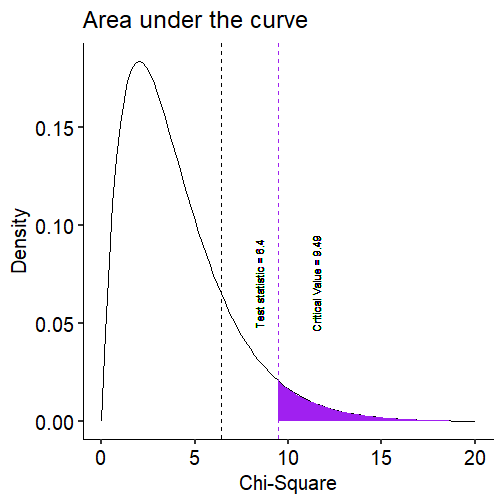 Area under the curve
0.15
0.10
0.05
0.00
Density
Test statistic = 6.4
Critical Value = 9.49
0
5
10
15
20
Chi-Square